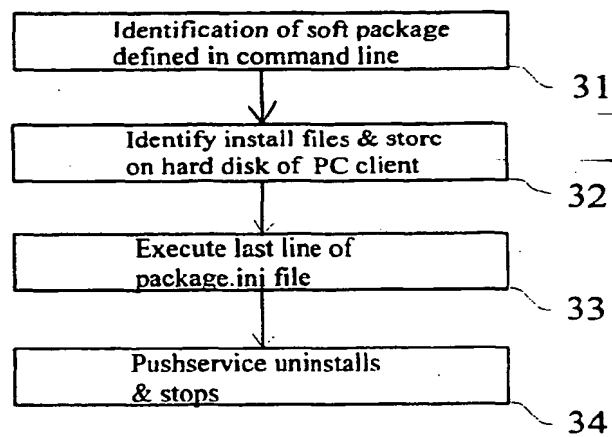 Identification of soft package
defined in command line
31
Identify install files & store
on hard disk of PC client
32
Execute last line of
package.ini file
33
Pushservice uninstalls
& stops
34